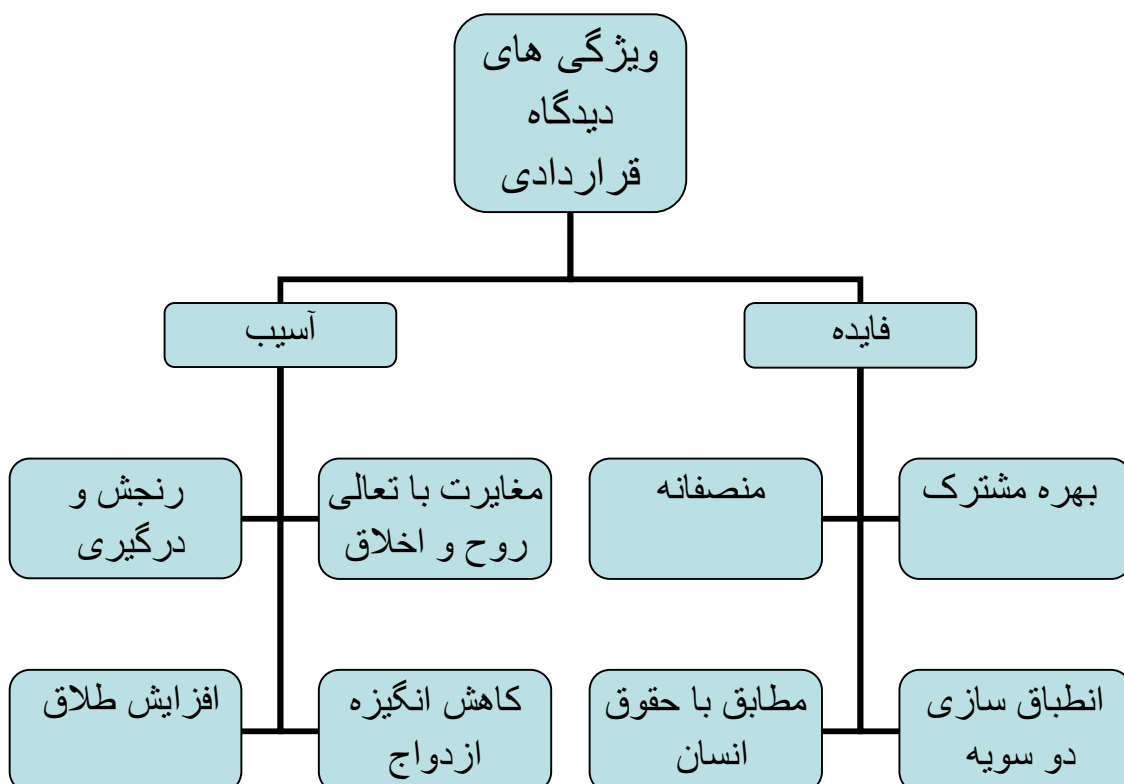 ویژگی های
دیدگاه
قراردادی
فایده
آسیب
بهره مشترک
منصفانه
مغایرت با تعالی
روح و اخلاق
رنجش و
درگیری
انطباق سازی
دو سویه
مطابق با حقوق
انسان
کاهش انگیزه
ازدواج
افزایش طلاق